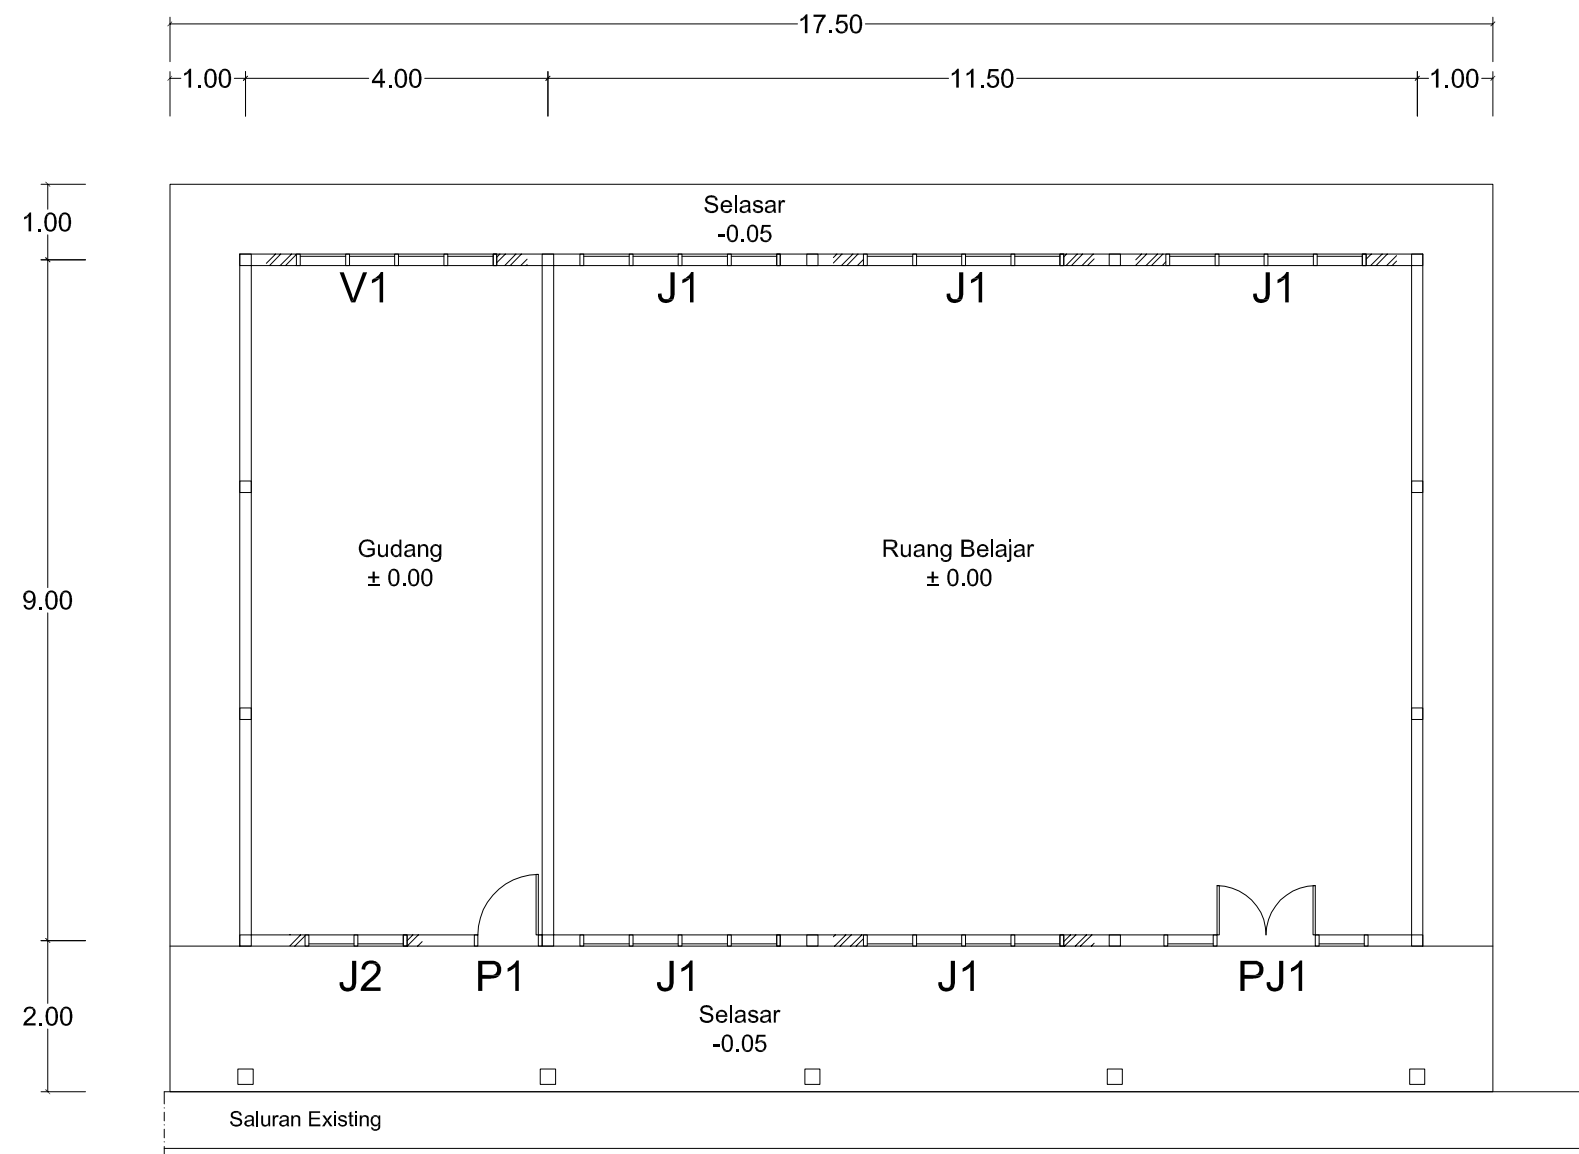 17.50
1.00 4.00 11.50 1.00
1.00
Selasar
-0.05
V1 J1 J1 J1
Gudang
± 0.00
Ruang Belajar
± 0.00
9.00
J2 P1 J1 J1 PJ1
2.00
Selasar
-0.05
Saluran Existing